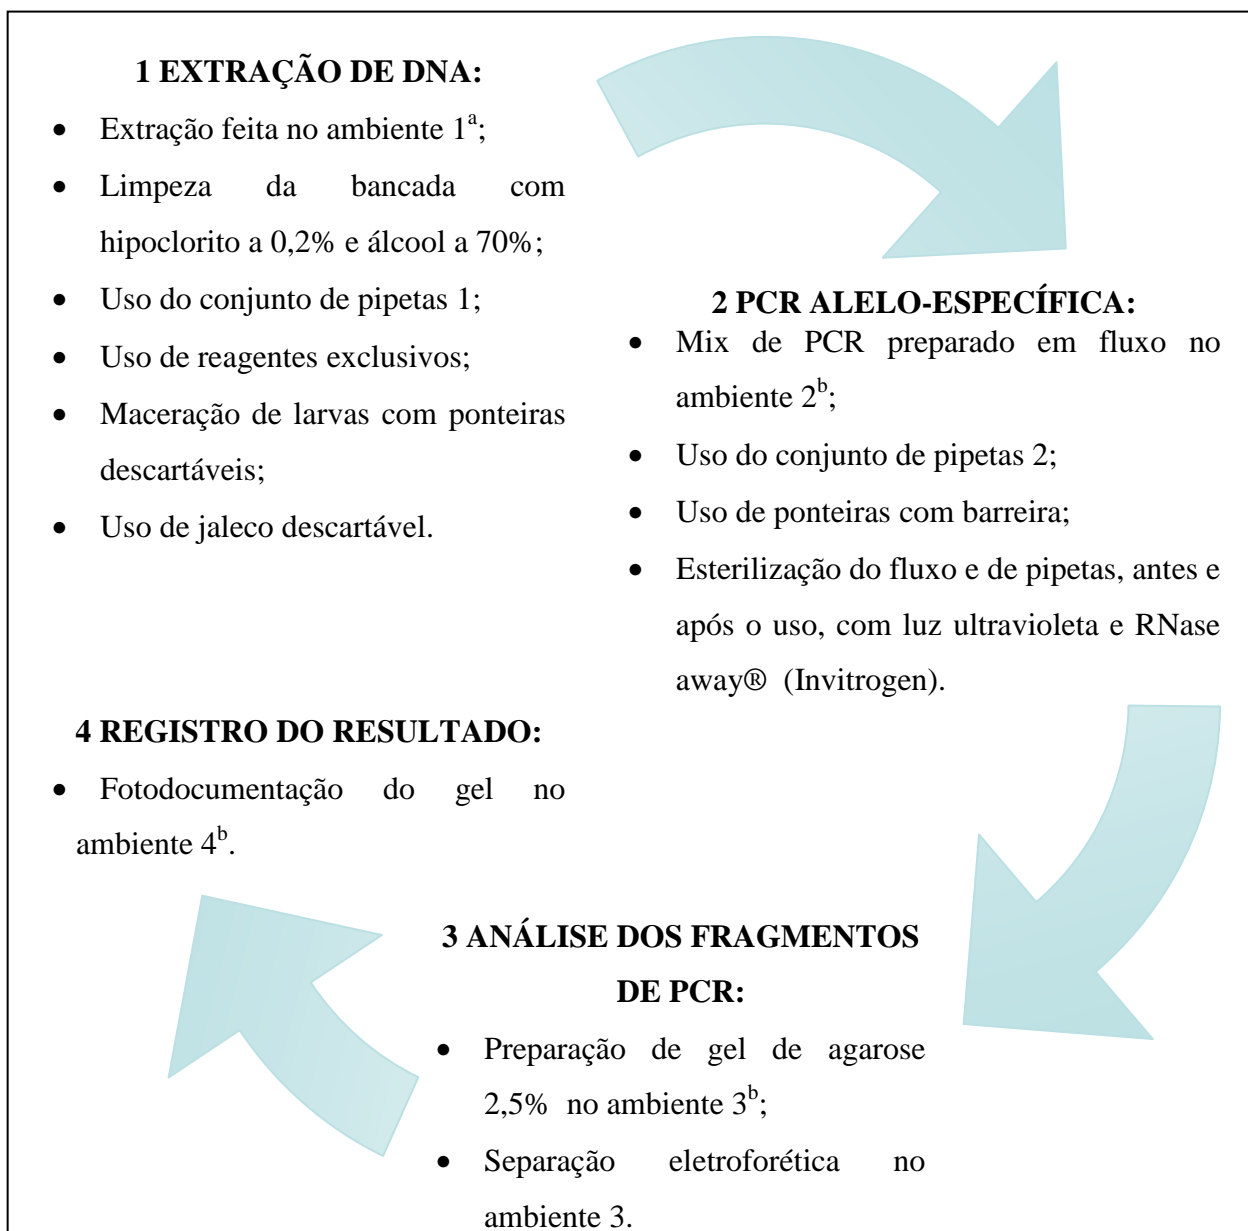 1 EXTRAÇÃO DE DNA:
• Extração feita no ambiente 1ª;
• Limpeza da bancada com
hipoclorito a 0,2% e álcool a 70%;
• Uso do conjunto de pipetas 1;
• Uso de reagentes exclusivos;
• Maceração de larvas com ponteiras
descartáveis;
• Uso de jaleco descartável.
2 PCR ALELO-ESPECÍFICA:
• Mix de PCR preparado em fluxo no
ambiente 2ᵇ;
• Uso do conjunto de pipetas 2;
• Uso de ponteiras com barreira;
• Esterilização do fluxo e de pipetas, antes e
após o uso, com luz ultravioleta e RNase
away® (Invitrogen).
3 ANÁLISE DOS FRAGMENTOS
DE PCR:
• Preparação de gel de agarose
2,5% no ambiente 3ᵇ;
• Separação eletroforética no
ambiente 3.
4 REGISTRO DO RESULTADO:
• Fotodocumentação do gel no
ambiente 4ᵇ.